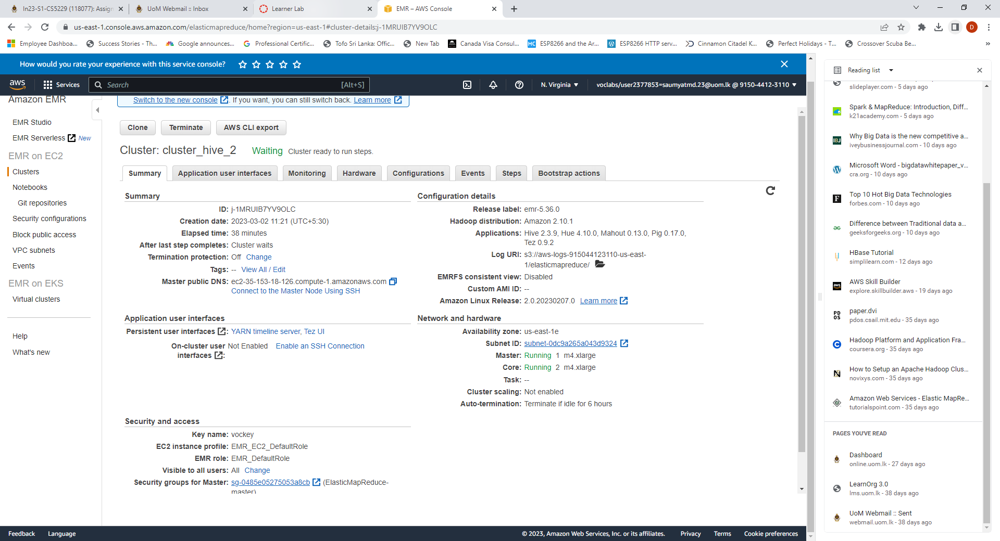 In23-S1-CS5229 (118077): Assign
UoM Webmail :: Inbox
Learner Lab
EMR – AWS Console
us-east-1.console.aws.amazon.com/elasticmapreduce/home?region=us-east-1#cluster-details:j-1MRUIB7YV9OLC
D
Employee Dashboa...
Success Stories - Th...
Google announces...
Professional Certific...
Tofo Sri Lanka: Offic...
New Tab
Canada Visa Consul...
MC
ESP8266 and the Ar...
ESP8266 HTTP serv...
Cinnamon Citadel K...
Perfect Holidays - T...
Crossover Scuba Be...
»
How would you rate your experience with this service console?
aws
Services
Search
[Alt+S]
N. Virginia
voclabs/user2377853=saumyatmd.23@uom.lk @ 9150-4412-3110
Amazon EMR
EMR Studio
EMR Serverless New
EMR on EC2
Clusters
Notebooks
Git repositories
Security configurations
Block public access
VPC subnets
Events
EMR on EKS
Virtual clusters
Help
What's new
Switch to the new console . If you want, you can still switch back. Learn more
Clone
Terminate
AWS CLI export
Cluster: cluster_hive_2 Waiting Cluster ready to run steps.
Summary
Application user interfaces
Monitoring
Hardware
Configurations
Events
Steps
Bootstrap actions
Summary
ID: j-1MRUIB7YV9OLC
Creation date: 2023-03-02 11:21 (UTC+5:30)
Elapsed time: 38 minutes
After last step completes: Cluster waits
Termination protection: Off Change
Tags: -- View All / Edit
Master public DNS: ec2-35-153-18-126.compute-1.amazonaws.com
Connect to the Master Node Using SSH
Configuration details
Release label: emr-5.36.0
Hadoop distribution: Amazon 2.10.1
Applications: Hive 2.3.9, Hue 4.10.0, Mahout 0.13.0, Pig 0.17.0,
Tez 0.9.2
Log URI: s3://aws-logs-915044123110-us-east-
1/elasticmapreduce/
EMRFS consistent view: Disabled
Custom AMI ID: --
Amazon Linux Release: 2.0.20230207.0 Learn more
Application user interfaces
Persistent user interfaces : YARN timeline server, Tez UI
On-cluster user Not Enabled Enable an SSH Connection
interfaces :
Network and hardware
Availability zone: us-east-1e
Subnet ID: subnet-0dc9a265a043d9324
Master: Running 1 m4.xlarge
Core: Running 2 m4.xlarge
Task: --
Cluster scaling: Not enabled
Auto-termination: Terminate if idle for 6 hours
Security and access
Key name: vockey
EC2 instance profile: EMR_EC2_DefaultRole
EMR role: EMR_DefaultRole
Visible to all users: All Change
Security groups for Master: sg-0485e05275053a8cb (ElasticMapReduce-
master)
Reading list
slideplayer.com - 5 days ago
Spark & MapReduce: Introduction, Diff...
k21academy.com - 5 days ago
IBJ
Why Big Data is the new competitive a...
iveybusinessjournal.com - 10 days ago
Microsoft Word - bigdatawhitepaper_v...
cra.org - 10 days ago
F
Top 10 Hot Big Data Technologies
forbes.com - 10 days ago
Difference between Traditional data a...
geeksforgeeks.org - 10 days ago
HBase Tutorial
simplilearn.com - 12 days ago
aws
AWS Skill Builder
explore.skillbuilder.aws - 19 days ago
PD
OS
paper.dvi
pdos.csail.mit.edu - 35 days ago
Hadoop Platform and Application Fra...
coursera.org - 35 days ago
N
How to Setup an Apache Hadoop Clus...
novixys.com - 35 days ago
Amazon Web Services - Elastic MapRe...
tutorialspoint.com - 35 days ago
PAGES YOU'VE READ
Dashboard
online.uom.lk - 27 days ago
LearnOrg 3.0
lms.uom.lk - 38 days ago
UoM Webmail :: Sent
webmail.uom.lk - 38 days ago
Feedback
Language
© 2023, Amazon Web Services, Inc. or its affiliates.
Privacy
Terms
Cookie preferences